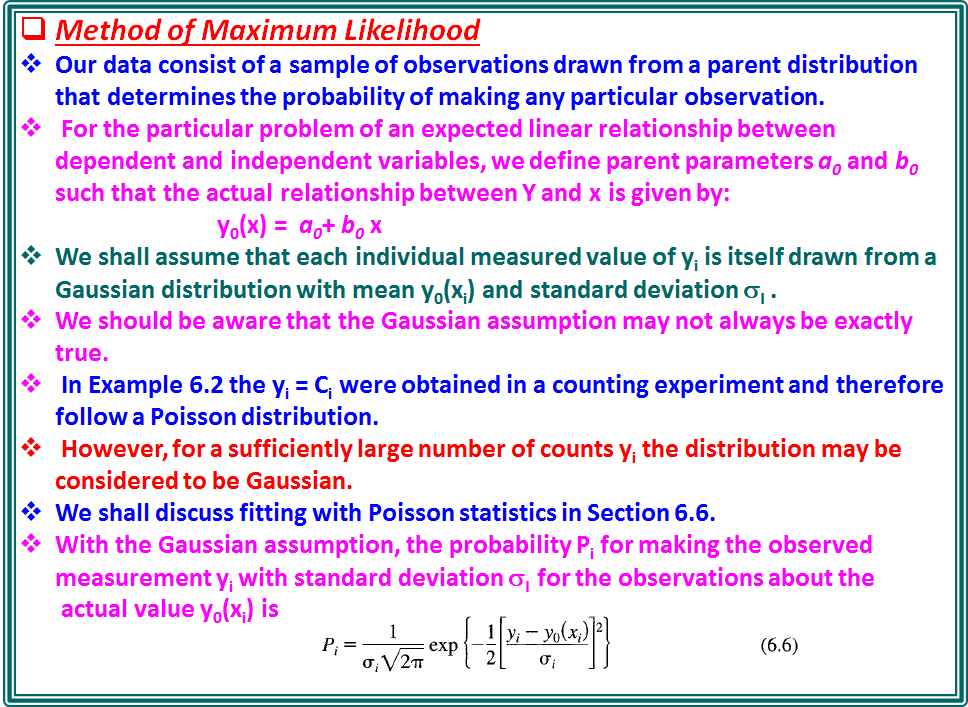 Method of Maximum Likelihood
Our data consist of a sample of observations drawn from a parent distribution
that determines the probability of making any particular observation.
For the particular problem of an expected linear relationship between
dependent and independent variables, we define parent parameters a₀ and b₀
such that the actual relationship between Y and x is given by:
y₀(x) = a₀+ b₀ x
We shall assume that each individual measured value of yᵢ is itself drawn from a
Gaussian distribution with mean y₀(xᵢ) and standard deviation σ_I .
We should be aware that the Gaussian assumption may not always be exactly
true.
In Example 6.2 the yᵢ = Cᵢ were obtained in a counting experiment and therefore
follow a Poisson distribution.
However, for a sufficiently large number of counts yᵢ the distribution may be
considered to be Gaussian.
We shall discuss fitting with Poisson statistics in Section 6.6.
With the Gaussian assumption, the probability Pᵢ for making the observed
measurement yᵢ with standard deviation σ_I for the observations about the
actual value y₀(xᵢ) is
Pᵢ = 1/(σᵢ√2π) exp{−1/2[(yᵢ − y₀(xᵢ))/σᵢ]²} (6.6)